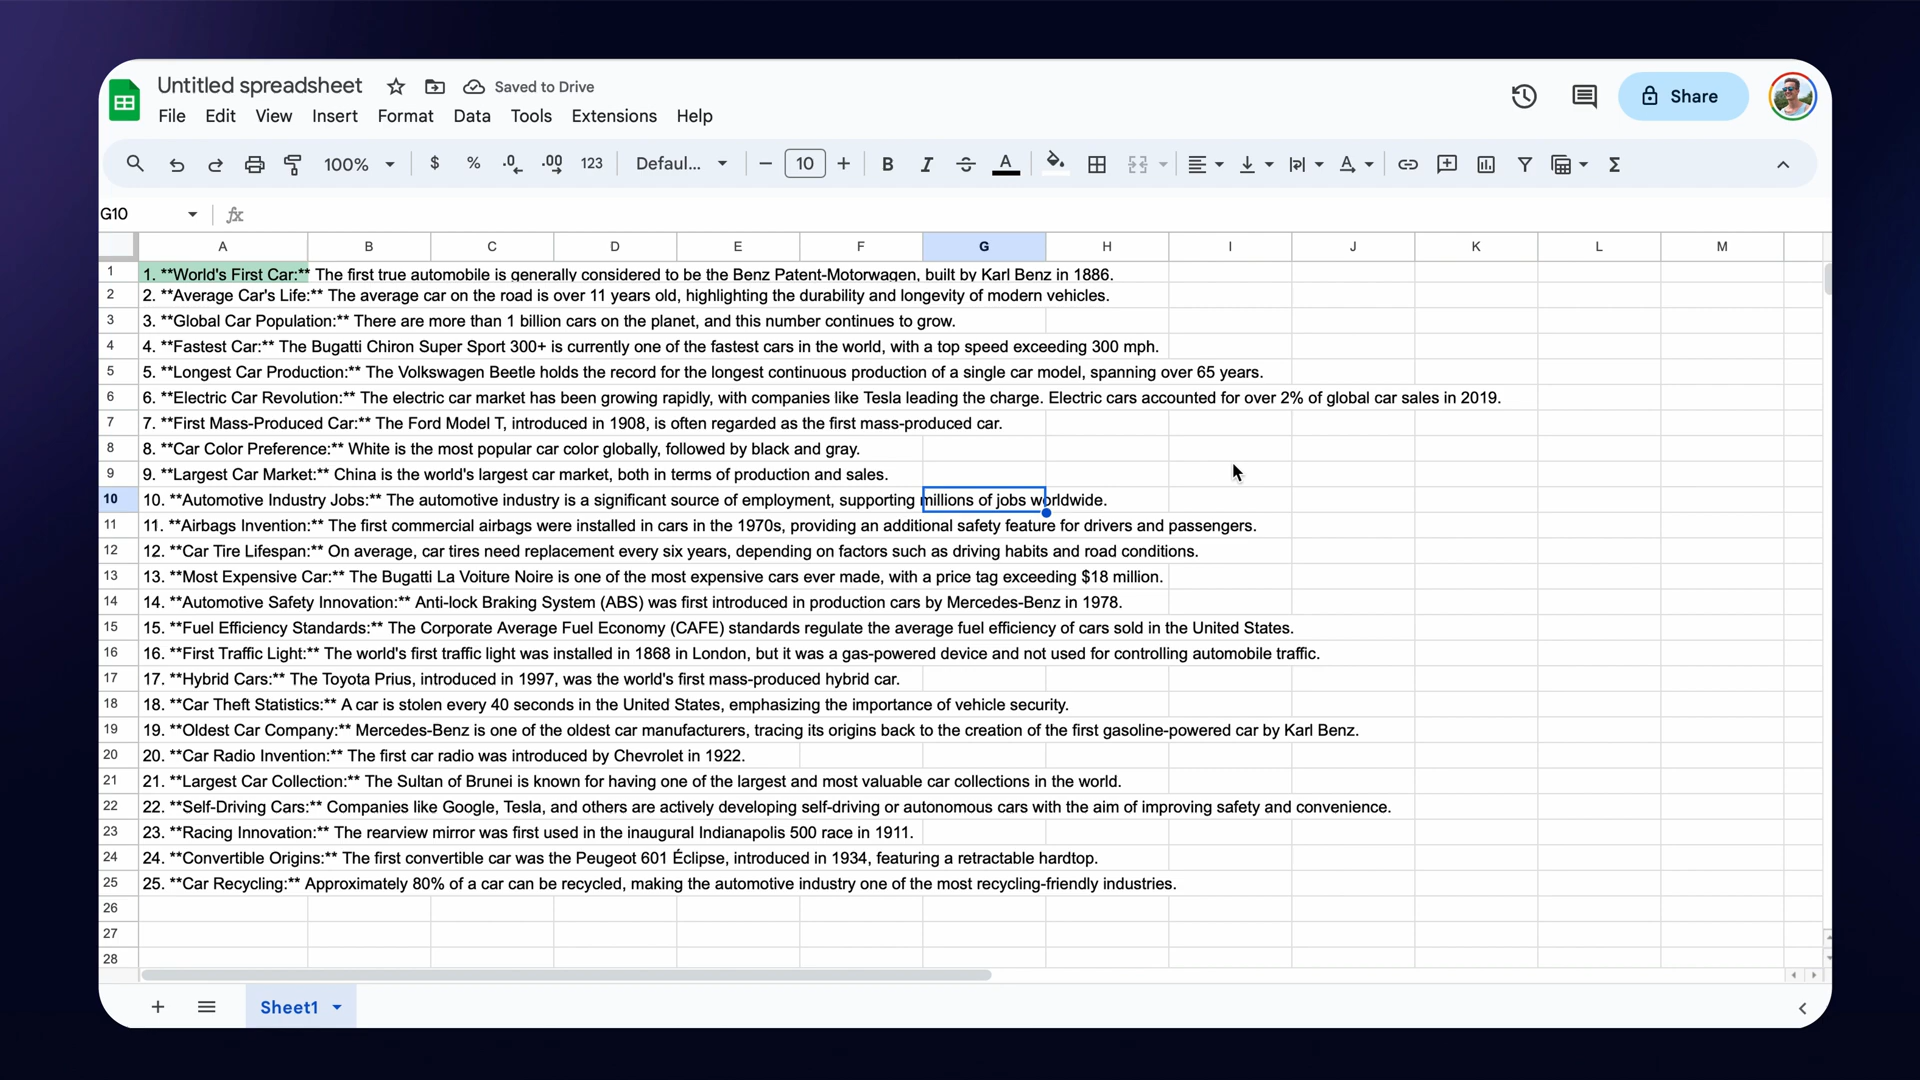 Untitled spreadsheet
Saved to Drive
File Edit View Insert Format Data Tools Extensions Help
Share
100% $ % .0 .00 123 Defaul... − 10 + B I A A Σ
G10 fx
A B C D E F G H I J K L M
1 1. **World's First Car:** The first true automobile is generally considered to be the Benz Patent-Motorwagen, built by Karl Benz in 1886.
2 2. **Average Car's Life:** The average car on the road is over 11 years old, highlighting the durability and longevity of modern vehicles.
3 3. **Global Car Population:** There are more than 1 billion cars on the planet, and this number continues to grow.
4 4. **Fastest Car:** The Bugatti Chiron Super Sport 300+ is currently one of the fastest cars in the world, with a top speed exceeding 300 mph.
5 5. **Longest Car Production:** The Volkswagen Beetle holds the record for the longest continuous production of a single car model, spanning over 65 years.
6 6. **Electric Car Revolution:** The electric car market has been growing rapidly, with companies like Tesla leading the charge. Electric cars accounted for over 2% of global car sales in 2019.
7 7. **First Mass-Produced Car:** The Ford Model T, introduced in 1908, is often regarded as the first mass-produced car.
8 8. **Car Color Preference:** White is the most popular car color globally, followed by black and gray.
9 9. **Largest Car Market:** China is the world's largest car market, both in terms of production and sales.
10 10. **Automotive Industry Jobs:** The automotive industry is a significant source of employment, supporting millions of jobs worldwide.
11 11. **Airbags Invention:** The first commercial airbags were installed in cars in the 1970s, providing an additional safety feature for drivers and passengers.
12 12. **Car Tire Lifespan:** On average, car tires need replacement every six years, depending on factors such as driving habits and road conditions.
13 13. **Most Expensive Car:** The Bugatti La Voiture Noire is one of the most expensive cars ever made, with a price tag exceeding $18 million.
14 14. **Automotive Safety Innovation:** Anti-lock Braking System (ABS) was first introduced in production cars by Mercedes-Benz in 1978.
15 15. **Fuel Efficiency Standards:** The Corporate Average Fuel Economy (CAFE) standards regulate the average fuel efficiency of cars sold in the United States.
16 16. **First Traffic Light:** The world's first traffic light was installed in 1868 in London, but it was a gas-powered device and not used for controlling automobile traffic.
17 17. **Hybrid Cars:** The Toyota Prius, introduced in 1997, was the world's first mass-produced hybrid car.
18 18. **Car Theft Statistics:** A car is stolen every 40 seconds in the United States, emphasizing the importance of vehicle security.
19 19. **Oldest Car Company:** Mercedes-Benz is one of the oldest car manufacturers, tracing its origins back to the creation of the first gasoline-powered car by Karl Benz.
20 20. **Car Radio Invention:** The first car radio was introduced by Chevrolet in 1922.
21 21. **Largest Car Collection:** The Sultan of Brunei is known for having one of the largest and most valuable car collections in the world.
22 22. **Self-Driving Cars:** Companies like Google, Tesla, and others are actively developing self-driving or autonomous cars with the aim of improving safety and convenience.
23 23. **Racing Innovation:** The rearview mirror was first used in the inaugural Indianapolis 500 race in 1911.
24 24. **Convertible Origins:** The first convertible car was the Peugeot 601 Éclipse, introduced in 1934, featuring a retractable hardtop.
25 25. **Car Recycling:** Approximately 80% of a car can be recycled, making the automotive industry one of the most recycling-friendly industries.
26
27
28
Sheet1